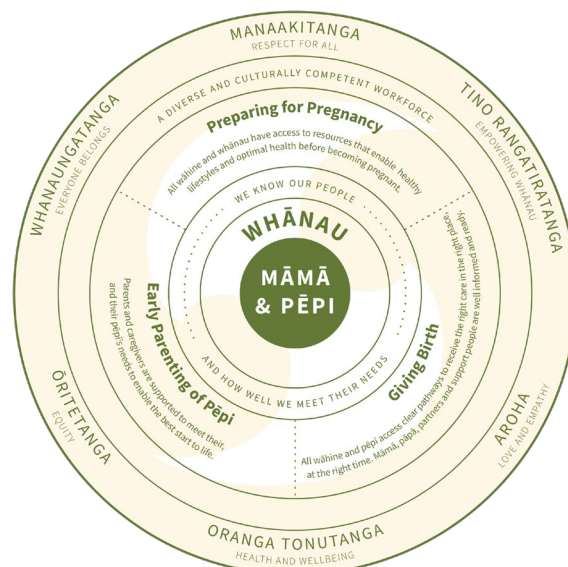 MANAAKITANGA
RESPECT FOR ALL
TINO RANGATIRATANGA
EMPOWERING WHĀNAU
AROHA
LOVE AND EMPATHY
ORANGA TONUTANGA
HEALTH AND WELLBEING
ŌRITETANGA
EQUITY
WHANAUNGATANGA
EVERYONE BELONGS
A DIVERSE AND CULTURALLY COMPETENT WORKFORCE
Preparing for Pregnancy
All wāhine and whānau have access to resources that enable healthy
lifestyles and optimal health before becoming pregnant.
Giving Birth
All wāhine and pēpi access clear pathways to receive the right care in the right place,
at the right time. Māmā, pāpā, partners and support people are well informed and ready.
Early Parenting of Pēpi
Parents and caregivers are supported to meet their,
and their pēpi's needs to enable the best start to life.
WE KNOW OUR PEOPLE
AND HOW WELL WE MEET THEIR NEEDS
WHĀNAU
MĀMĀ
& PĒPI